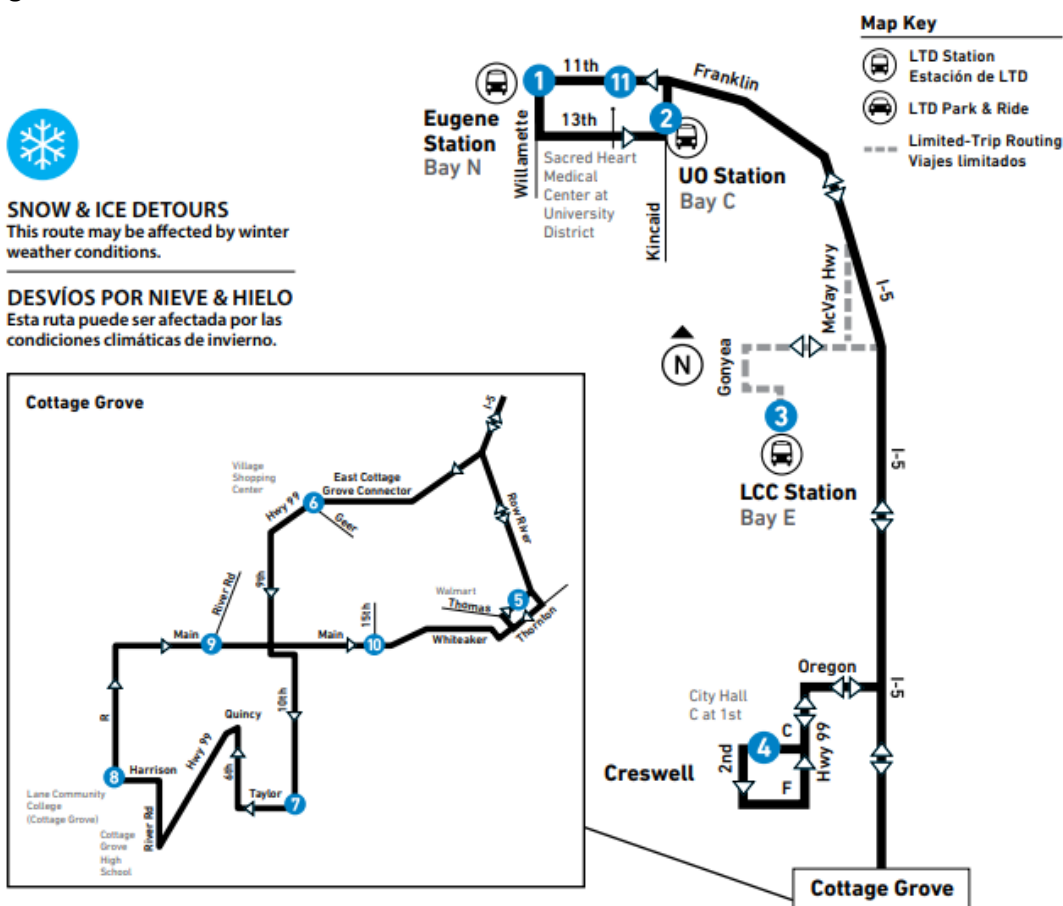 Map Key
LTD Station
Estación de LTD
LTD Park & Ride
Limited-Trip Routing
Viajes limitados
1
11th
11
Franklin
Eugene
Station
Bay N
Willamette
13th
2
Sacred Heart
Medical
Center at
University
District
UO Station
Bay C
Kincaid
SNOW & ICE DETOURS
This route may be affected by winter
weather conditions.
DESVÍOS POR NIEVE & HIELO
Esta ruta puede ser afectada por las
condiciones climáticas de invierno.
McVay Hwy
I-5
N
Gonyea
3
LCC Station
Bay E
I-5
I-5
Oregon
City Hall
C at 1st
4
C
Hwy 99
2nd
F
Creswell
Cottage Grove
Cottage Grove
I-5
Village
Shopping
Center
East Cottage
Grove Connector
Hwy 99
6
Geer
Row River
9th
River Rd
Walmart
Thomas
5
Thornton
15th
Main
9
Main
10
Whiteaker
R
10th
Quincy
Hwy 99
6th
8
Harrison
Taylor
7
Lane Community
College
(Cottage Grove)
River Rd
Cottage
Grove
High
School